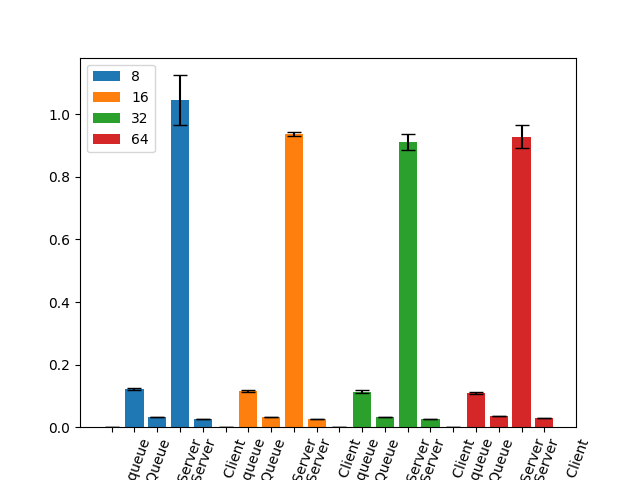 8
16
32
64
1.0
0.8
0.6
0.4
0.2
0.0
queue
Queue
Server
Server
Client
queue
Queue
Server
Server
Client
queue
Queue
Server
Server
Client
queue
Queue
Server
Server
Client